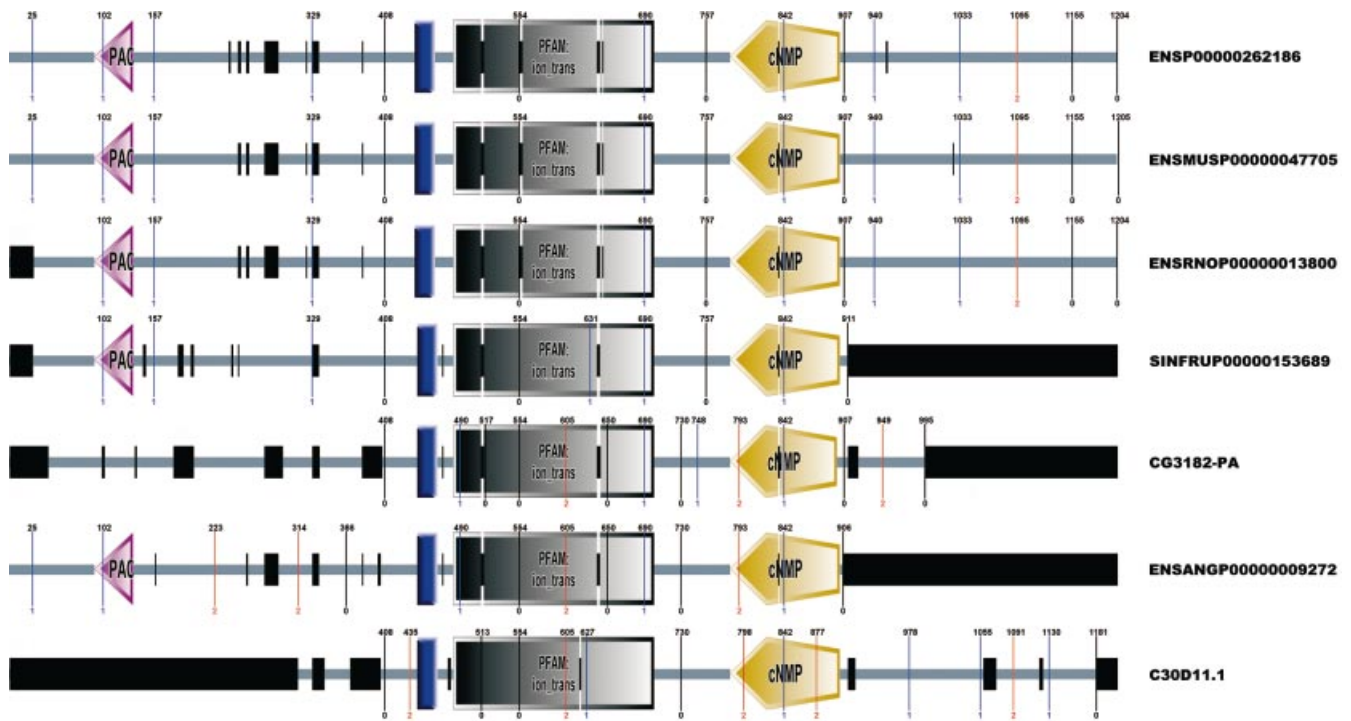 25 102 157 329 408 554 690 757 842 907 940 1033 1095 1155 1204
PAC PFAM: ion_trans cNMP ENSP00000262186
1 1 1 1 0 0 1 0 1 0 1 1 2 0 0
25 102 157 329 408 554 690 757 842 907 940 1033 1095 1155 1205
PAC PFAM: ion_trans cNMP ENSMUSP00000047705
1 1 1 1 0 0 1 0 1 0 1 1 2 0 0
102 157 329 408 554 690 757 842 907 940 1033 1095 1155 1204
PAC PFAM: ion_trans cNMP ENSRNOP00000013800
1 1 1 0 0 1 0 1 0 1 1 2 0 0
102 157 329 408 554 631 690 757 842 911
PAC PFAM: ion_trans cNMP SINFRUP00000153689
1 1 1 0 0 1 1 0 1 0
408 490 517 554 605 650 690 730 748 793 842 907 949 995
PFAM: ion_trans cNMP CG3182-PA
0 1 0 0 2 0 1 0 1 2 1 0 2 0
25 102 223 314 366 490 517 554 605 650 690 730 793 842 906
PAC PFAM: ion_trans cNMP ENSANGP00000009272
1 1 2 2 0 1 0 0 2 0 1 0 2 1 0
408 435 513 554 605 627 730 798 842 877 978 1055 1091 1130 1181
PFAM: ion_trans cNMP C30D11.1
0 2 0 0 2 1 0 2 1 2 1 1 2 1 0